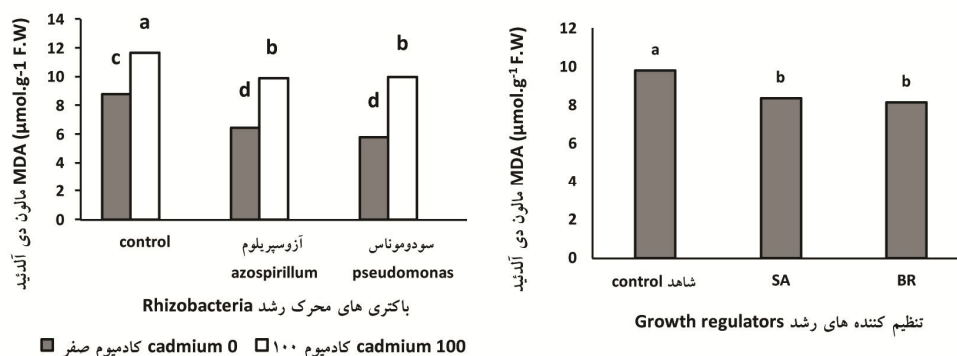 مالون دی آلدئید MDA (µmol.g-1 F.W)
14
12
10
8
6
4
2
0
c
a
d
b
d
b
control
آزوسپریلوم
azospirillum
سودوموناس
pseudomonas
باکتری های محرک رشد Rhizobacteria
cadmium 0 کادمیوم صفر
cadmium 100 کادمیوم ۱۰۰
مالون دی آلدئید MDA (µmol.g-1 F.W)
12
10
8
6
4
2
0
a
b
b
control شاهد
SA
BR
تنظیم کننده های رشد Growth regulators